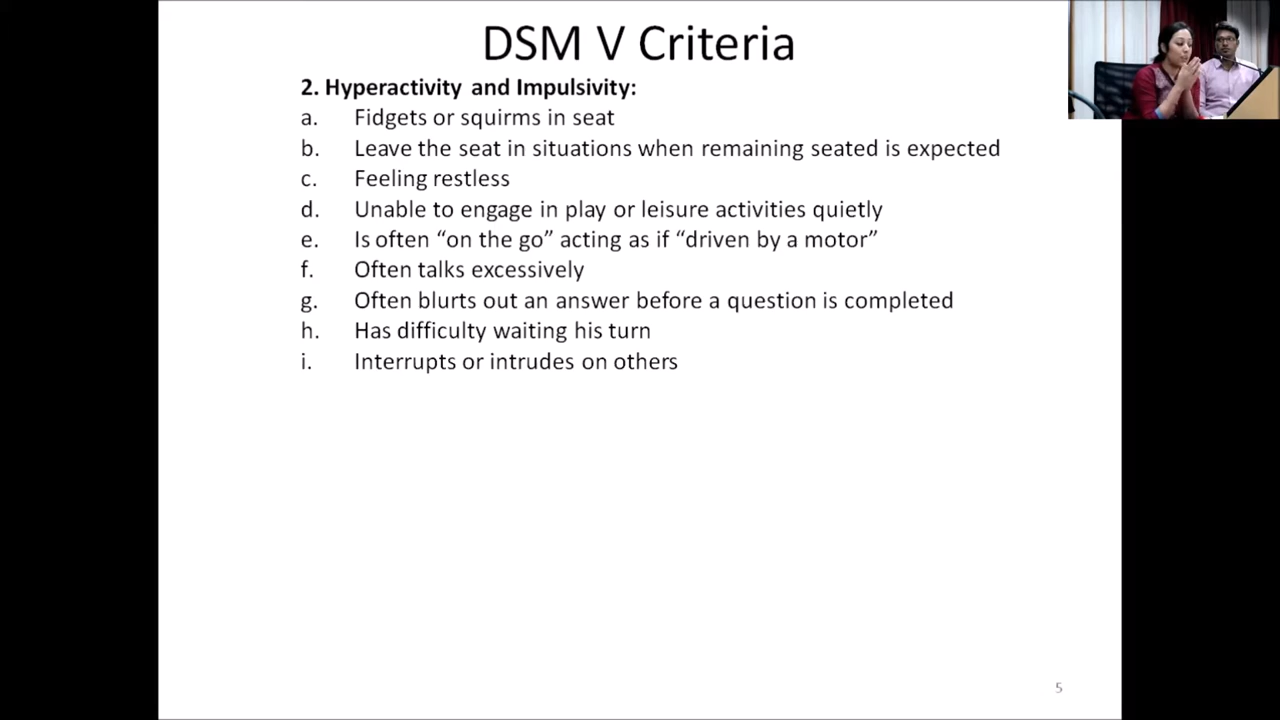 DSM V Criteria
2. Hyperactivity and Impulsivity:
a. Fidgets or squirms in seat
b. Leave the seat in situations when remaining seated is expected
c. Feeling restless
d. Unable to engage in play or leisure activities quietly
e. Is often “on the go” acting as if “driven by a motor”
f. Often talks excessively
g. Often blurts out an answer before a question is completed
h. Has difficulty waiting his turn
i. Interrupts or intrudes on others
5